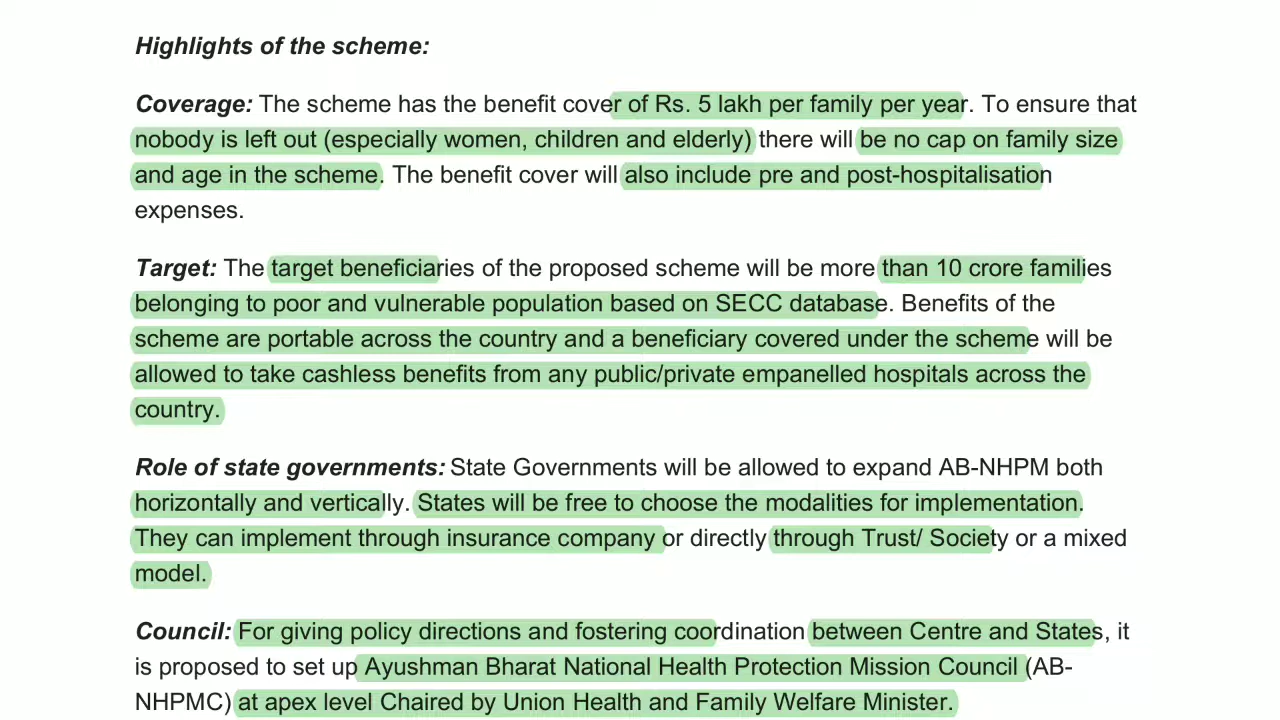 Highlights of the scheme:
Coverage: The scheme has the benefit cover of Rs. 5 lakh per family per year. To ensure that
nobody is left out (especially women, children and elderly) there will be no cap on family size
and age in the scheme. The benefit cover will also include pre and post-hospitalisation
expenses.
Target: The target beneficiaries of the proposed scheme will be more than 10 crore families
belonging to poor and vulnerable population based on SECC database. Benefits of the
scheme are portable across the country and a beneficiary covered under the scheme will be
allowed to take cashless benefits from any public/private empanelled hospitals across the
country.
Role of state governments: State Governments will be allowed to expand AB-NHPM both
horizontally and vertically. States will be free to choose the modalities for implementation.
They can implement through insurance company or directly through Trust/ Society or a mixed
model.
Council: For giving policy directions and fostering coordination between Centre and States, it
is proposed to set up Ayushman Bharat National Health Protection Mission Council (AB-
NHPMC) at apex level Chaired by Union Health and Family Welfare Minister.